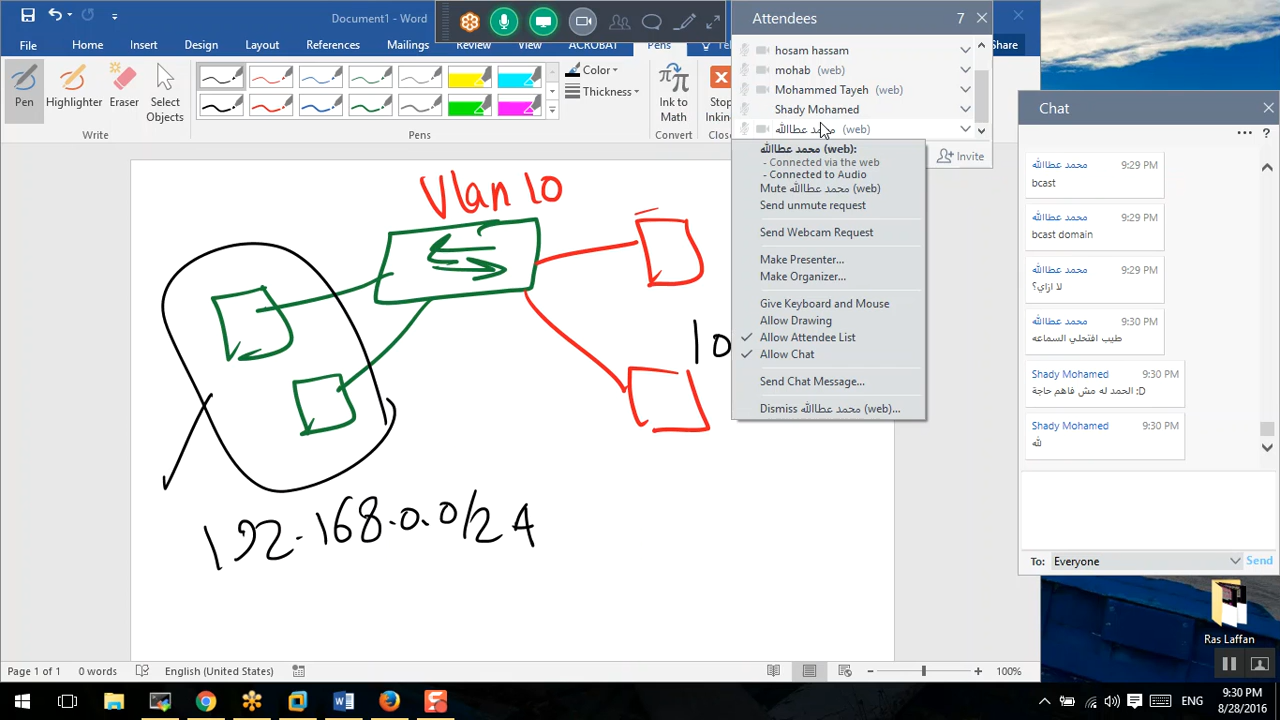 Document1 - Word
File
Home
Insert
Design
Layout
References
Mailings
Review
View
ACROBAT
Pens
Share
Pen
Highlighter
Eraser
Select
Objects
Color
Thickness
Ink to
Math
Write
Pens
Convert
Attendees 7
hosam hassam
mohab (web)
Mohammed Tayeh (web)
Shady Mohamed
محمد عطاالله (web)
Invite
محمد عطاالله (web):
- Connected via the web
- Connected to Audio
Mute محمد عطاالله (web)
Send unmute request
Send Webcam Request
Make Presenter...
Make Organizer...
Give Keyboard and Mouse
Allow Drawing
Allow Attendee List
Allow Chat
Send Chat Message...
Dismiss محمد عطاالله (web)...
Chat
محمد عطاالله 9:29 PM
bcast
محمد عطاالله 9:29 PM
bcast domain
محمد عطاالله 9:29 PM
لا ازاي؟
محمد عطاالله 9:30 PM
طيب افتحلي السماعه
Shady Mohamed 9:30 PM
الحمد له مش فاهم حاجة :D
Shady Mohamed 9:30 PM
لله
To: Everyone
Send
Vlan 10
10
192.168.0.0/24
Ras Laffan
Page 1 of 1 0 words English (United States) 100%
ENG
9:30 PM
8/28/2016